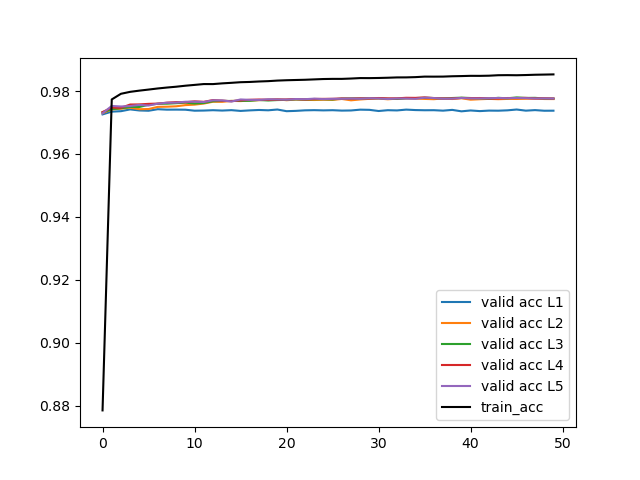 0.98
0.96
0.94
0.92
0.90
0.88
0
10
20
30
40
50
valid acc L1
valid acc L2
valid acc L3
valid acc L4
valid acc L5
train_acc